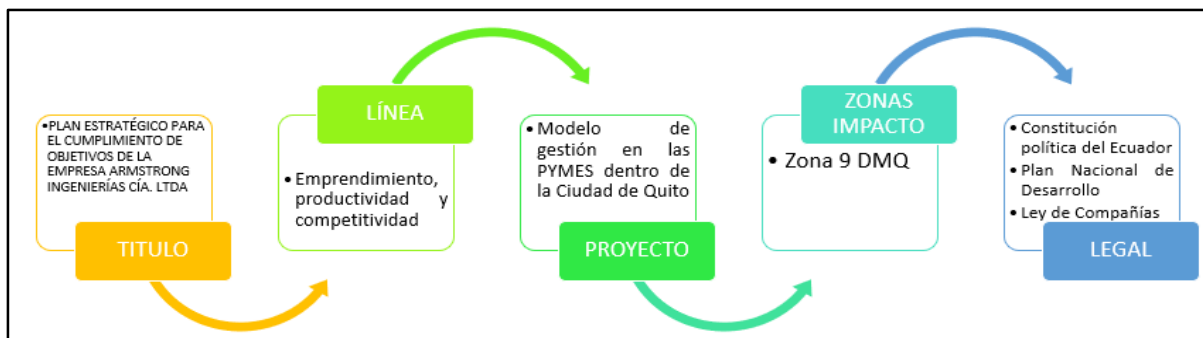 •PLAN ESTRATÉGICO PARA
EL CUMPLIMIENTO DE
OBJETIVOS DE LA
EMPRESA ARMSTRONG
INGENIERÍAS CÍA. LTDA
TITULO
LÍNEA
• Emprendimiento,
productividad y
competitividad
• Modelo de
gestión en las
PYMES dentro de
la Ciudad de Quito
PROYECTO
ZONAS
IMPACTO
• Zona 9 DMQ
• Constitución
política del Ecuador
• Plan Nacional de
Desarrollo
• Ley de Compañías
LEGAL